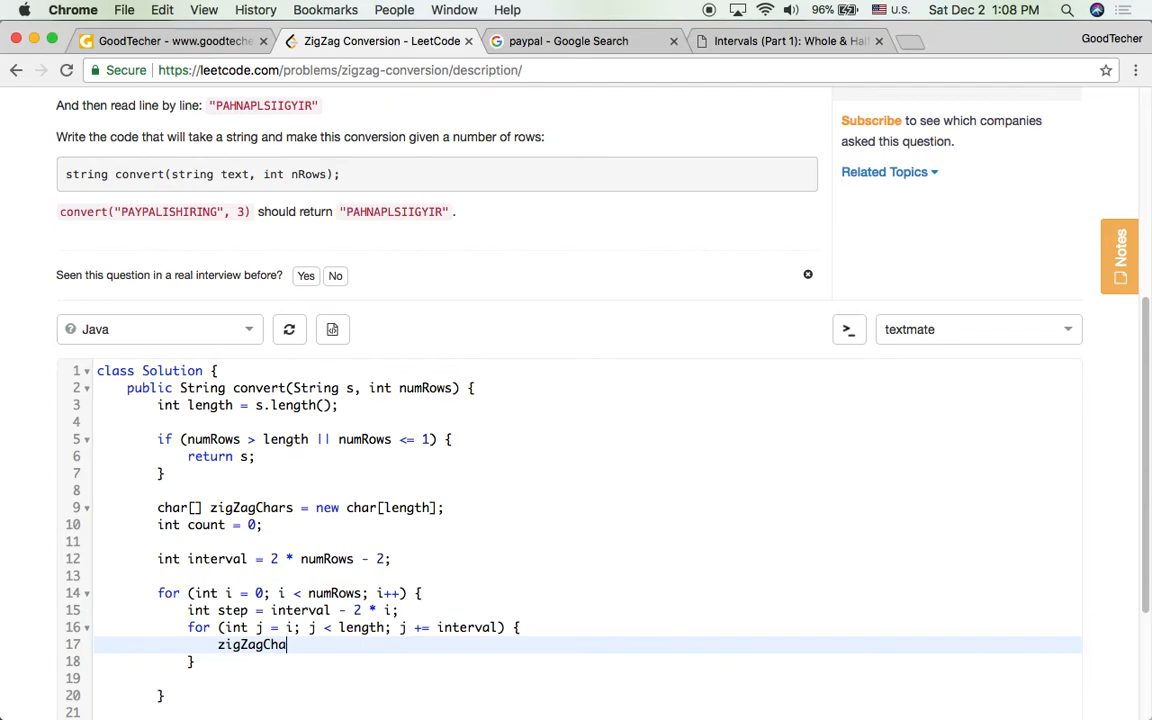 Chrome File Edit View History Bookmarks People Window Help 96% U.S. Sat Dec 2 1:08 PM
GoodTecher - www.goodteche ZigZag Conversion - LeetCode paypal - Google Search Intervals (Part 1): Whole & Hal GoodTecher
Secure https://leetcode.com/problems/zigzag-conversion/description/
And then read line by line: "PAHNAPLSIIGYIR"
Write the code that will take a string and make this conversion given a number of rows:
string convert(string text, int nRows);
convert("PAYPALISHIRING", 3) should return "PAHNAPLSIIGYIR".
Subscribe to see which companies
asked this question.
Related Topics
Notes
Seen this question in a real interview before? Yes No
? Java >_ textmate
1 class Solution {
2 public String convert(String s, int numRows) {
3 int length = s.length();
4
5 if (numRows > length || numRows <= 1) {
6 return s;
7 }
8
9 char[] zigZagChars = new char[length];
10 int count = 0;
11
12 int interval = 2 * numRows - 2;
13
14 for (int i = 0; i < numRows; i++) {
15 int step = interval - 2 * i;
16 for (int j = i; j < length; j += interval) {
17 zigZagCha
18 }
19
20 }
21